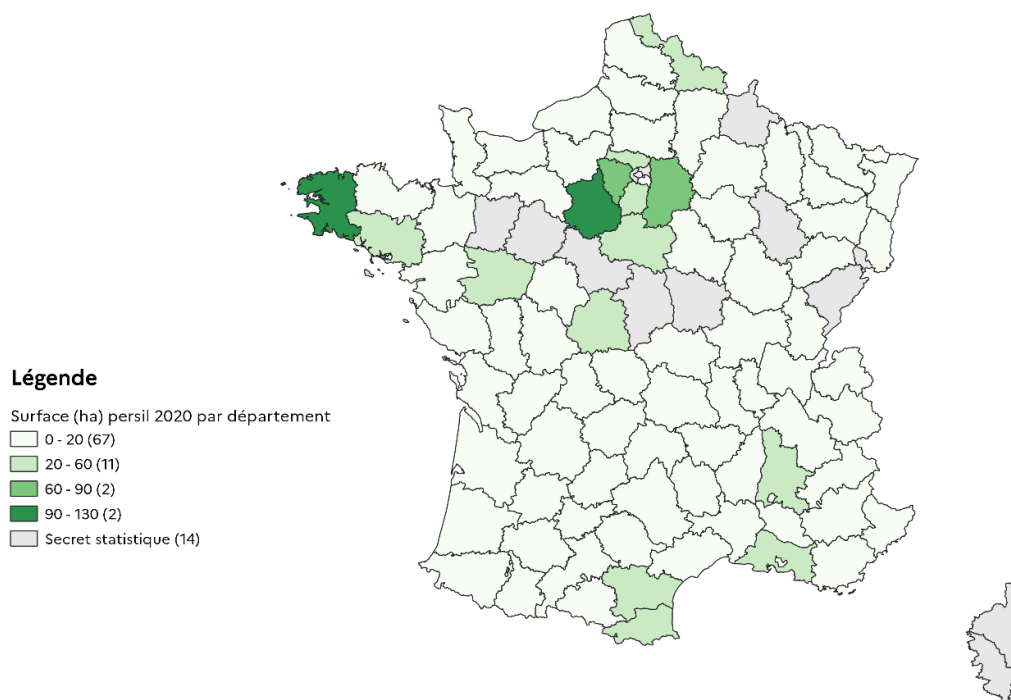 Légende
Surface (ha) persil 2020 par département
0 - 20 (67)
20 - 60 (11)
60 - 90 (2)
90 - 130 (2)
Secret statistique (14)